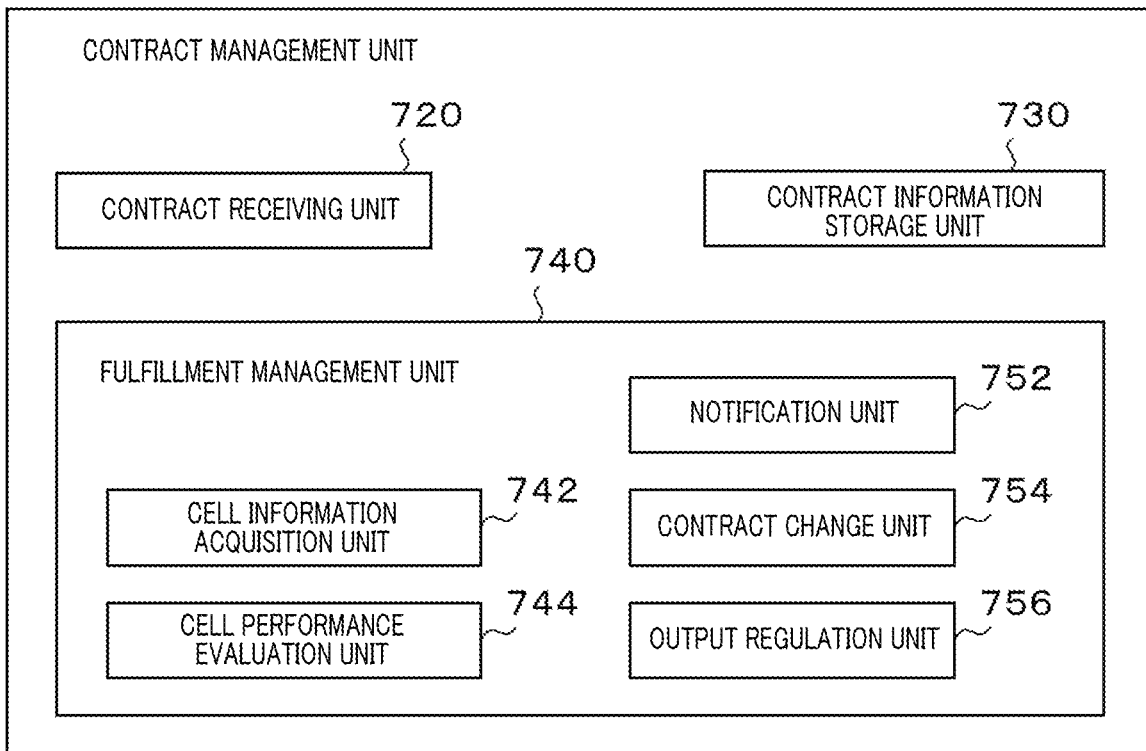 CONTRACT MANAGEMENT UNIT
720
730
CONTRACT RECEIVING UNIT
CONTRACT INFORMATION
STORAGE UNIT
740
FULFILLMENT MANAGEMENT UNIT
752
NOTIFICATION UNIT
742
CELL INFORMATION
ACQUISITION UNIT
754
CONTRACT CHANGE UNIT
744
CELL PERFORMANCE
EVALUATION UNIT
756
OUTPUT REGULATION UNIT